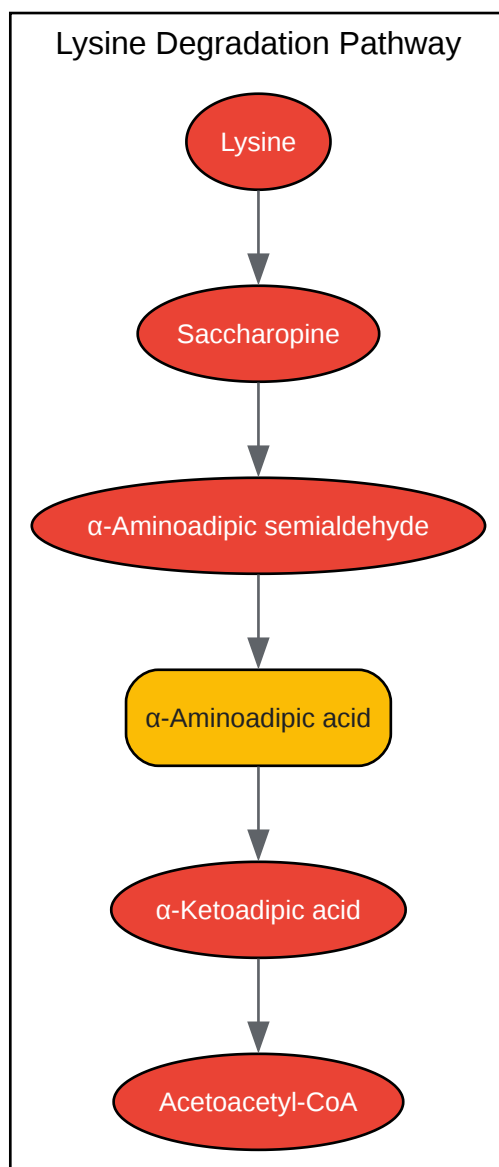 Lysine Degradation Pathway
Lysine
Saccharopine
α-Aminoadipic semialdehyde
α-Aminoadipic acid
α-Ketoadipic acid
Acetoacetyl-CoA